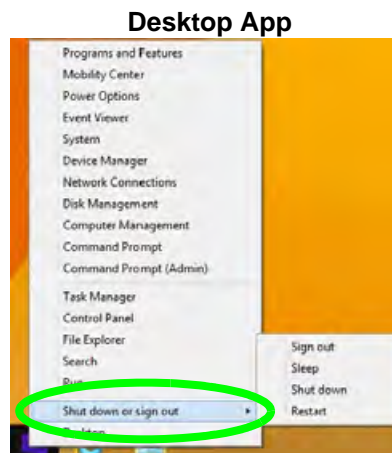 Desktop App
Programs and Features
Mobility Center
Power Options
Event Viewer
System
Device Manager
Network Connections
Disk Management
Computer Management
Command Prompt
Command Prompt (Admin)
Task Manager
Control Panel
File Explorer
Search
Run
Shut down or sign out
Desktop
Sign out
Sleep
Shut down
Restart